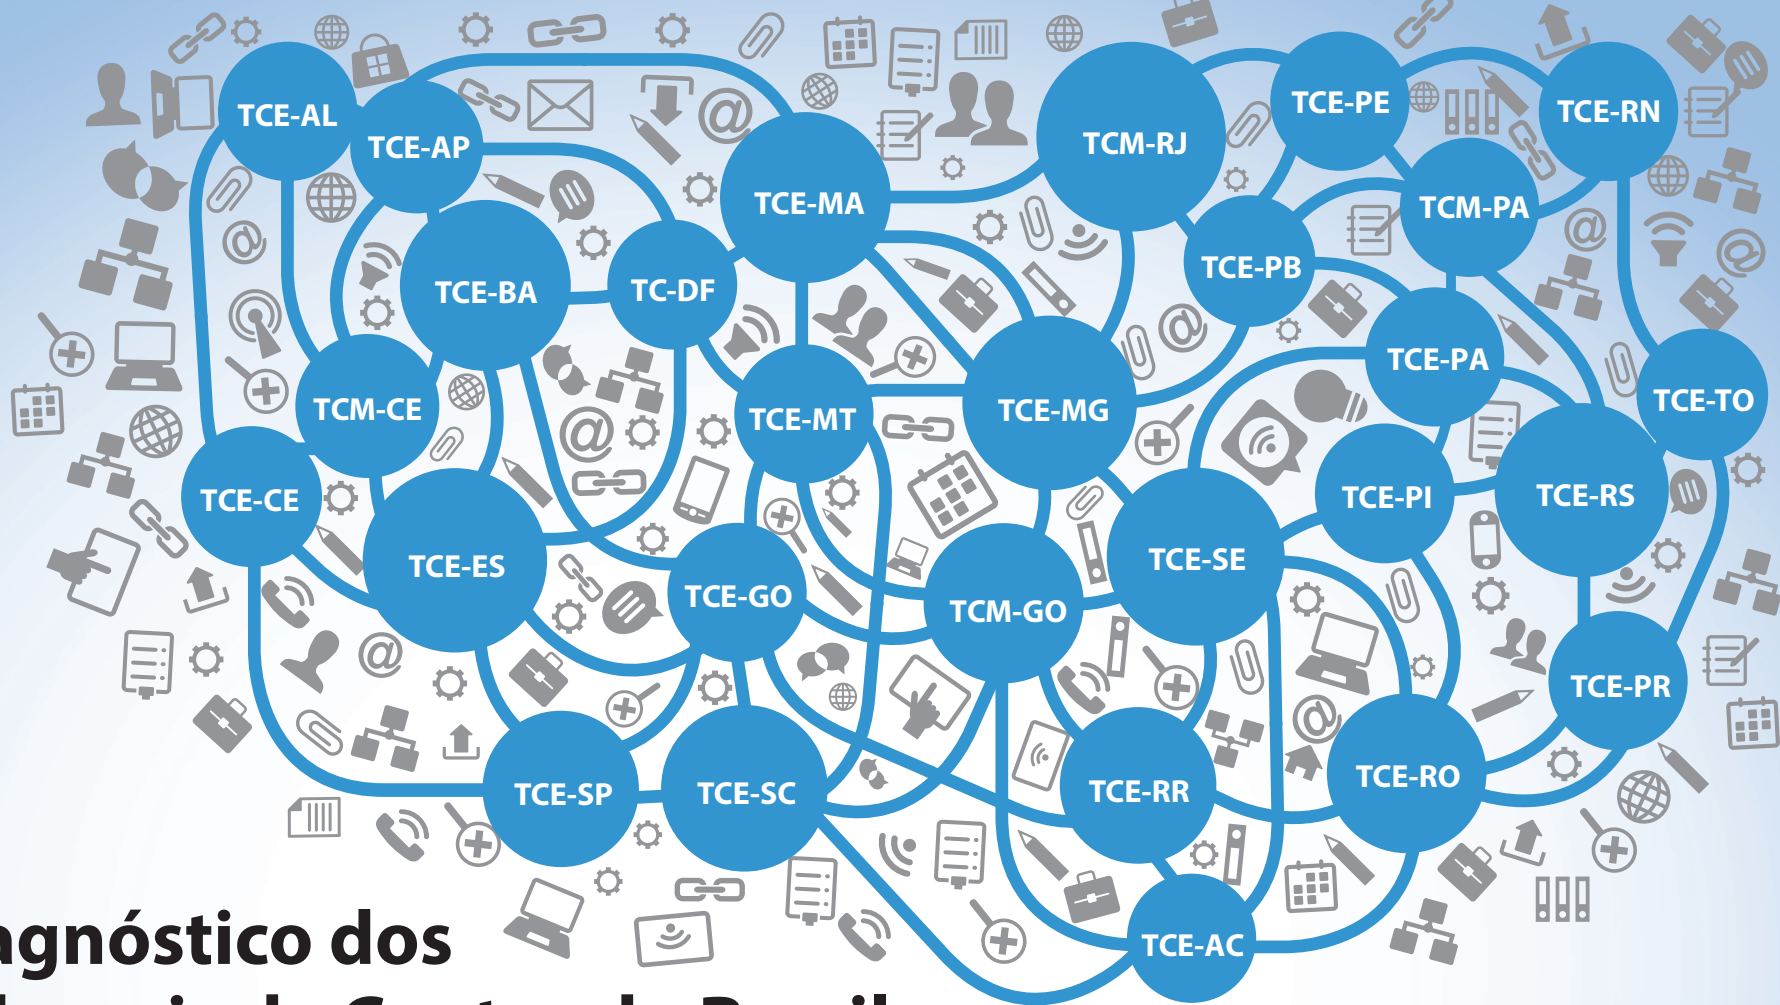 TCE-AL
TCE-AP
TCE-MA
TCM-RJ
TCE-PE
TCE-RN
TCM-PA
TCE-BA
TC-DF
TCE-PB
TCE-PA
TCM-CE
TCE-MT
TCE-MG
TCE-TO
TCE-CE
TCE-ES
TCE-GO
TCM-GO
TCE-SE
TCE-PI
TCE-RS
TCE-PR
TCE-SP
TCE-SC
TCE-RR
TCE-RO
TCE-AC
agnóstico dos